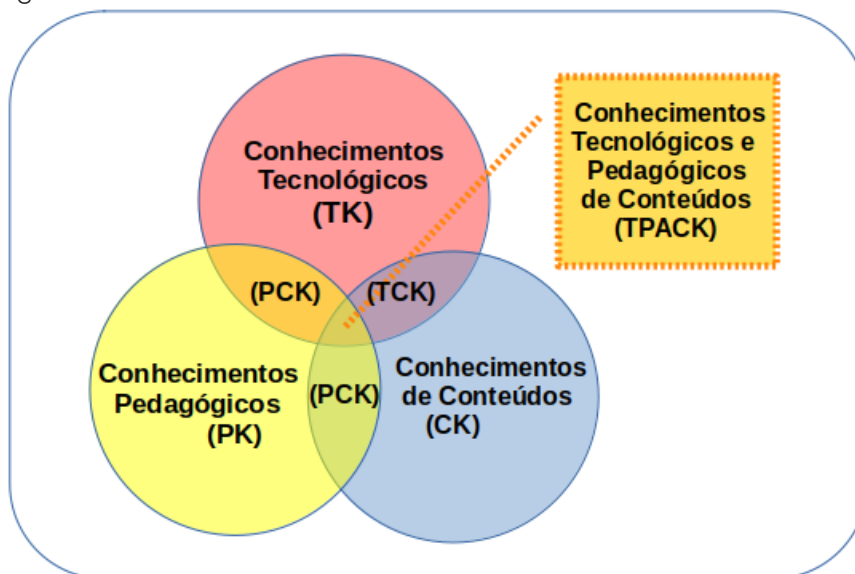 Conhecimentos
Tecnológicos
(TK)
Conhecimentos
Tecnológicos e
Pedagógicos
de Conteúdos
(TPACK)
(PCK)
(TCK)
Conhecimentos
Pedagógicos
(PK)
(PCK)
Conhecimentos
de Conteúdos
(CK)